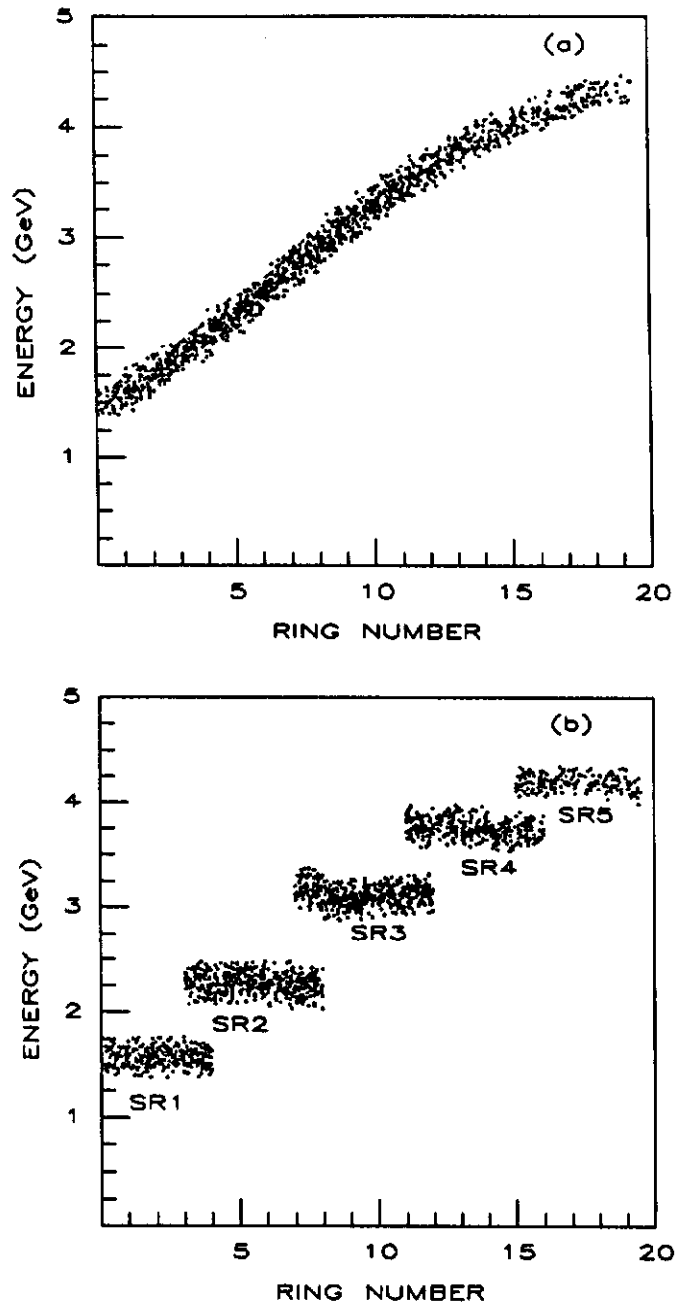 5
(a)
4
3
2
1
ENERGY (GeV)
5
10
15
20
RING NUMBER
5
(b)
4
SR5
SR4
3
SR3
2
SR2
SR1
1
ENERGY (GeV)
5
10
15
20
RING NUMBER